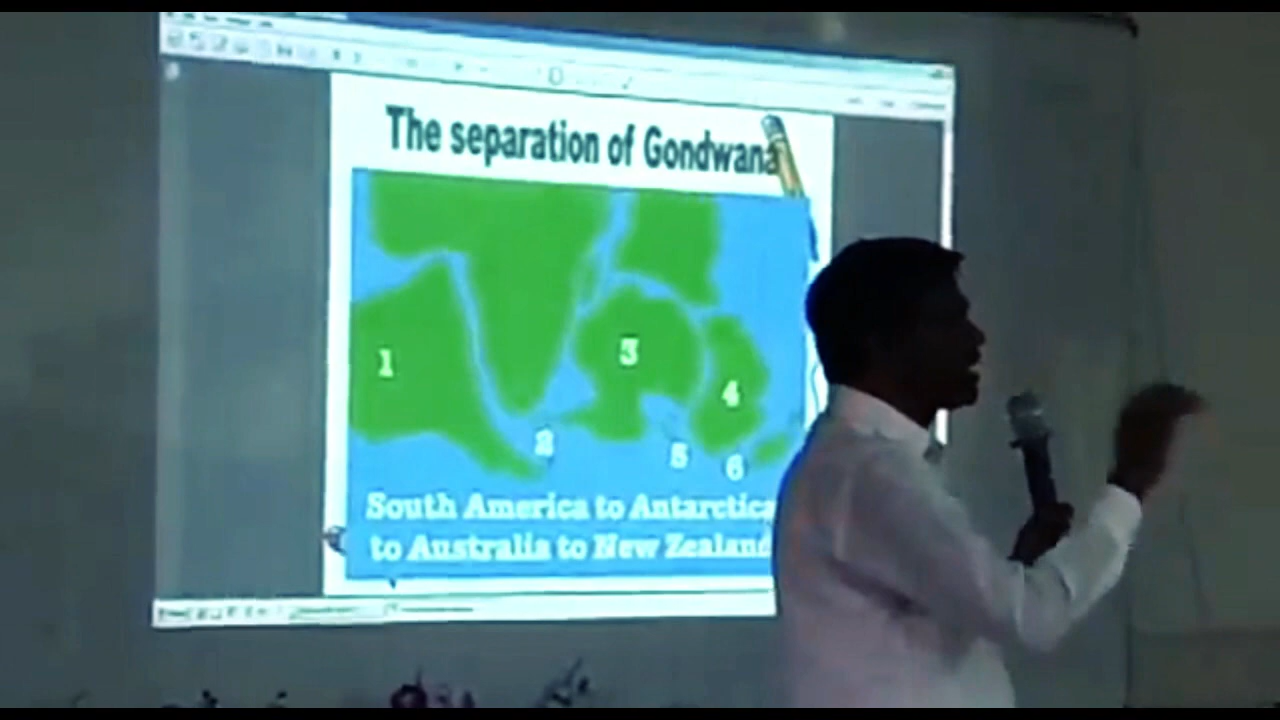 The separation of Gondwana
1
3
4
2
5
6
South America to Antarctica
to Australia to New Zealand